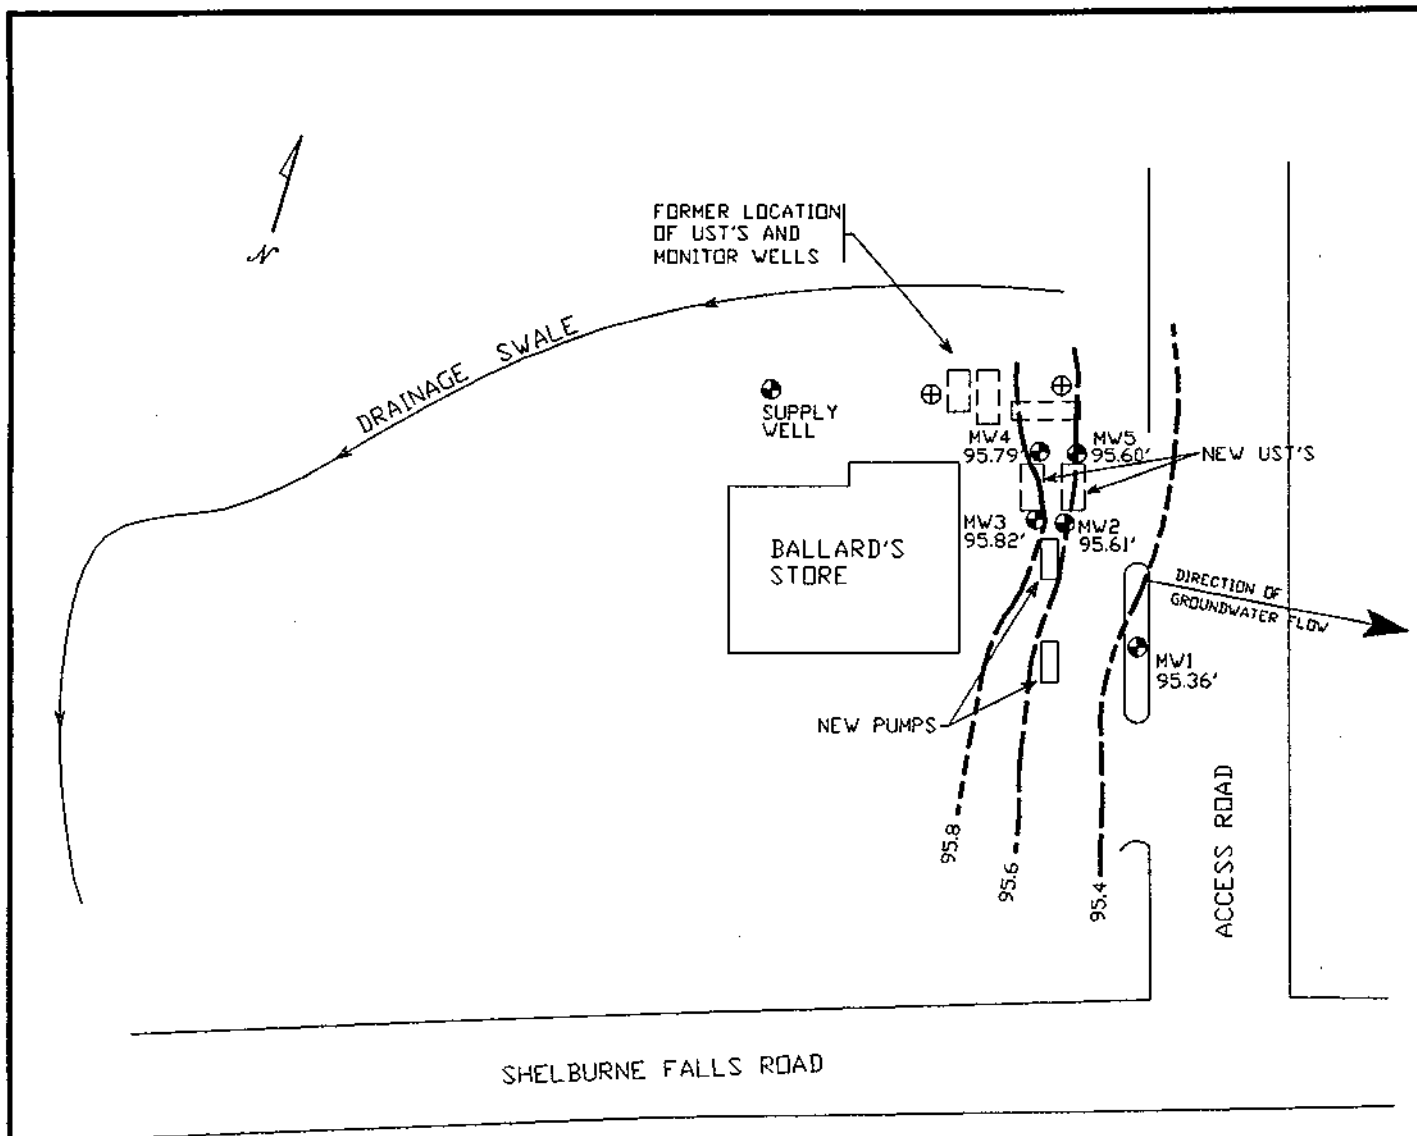 FORMER LOCATION
OF UST'S AND
MONITOR WELLS
N
DRAINAGE SWALE
SUPPLY
WELL
MW4
95.79'
MW5
95.60'
NEW UST'S
MW3
95.82'
MW2
95.61'
BALLARD'S
STORE
DIRECTION OF
GROUNDWATER FLOW
MW1
95.36'
NEW PUMPS
95.8
95.6
95.4
ACCESS ROAD
SHELBURNE FALLS ROAD